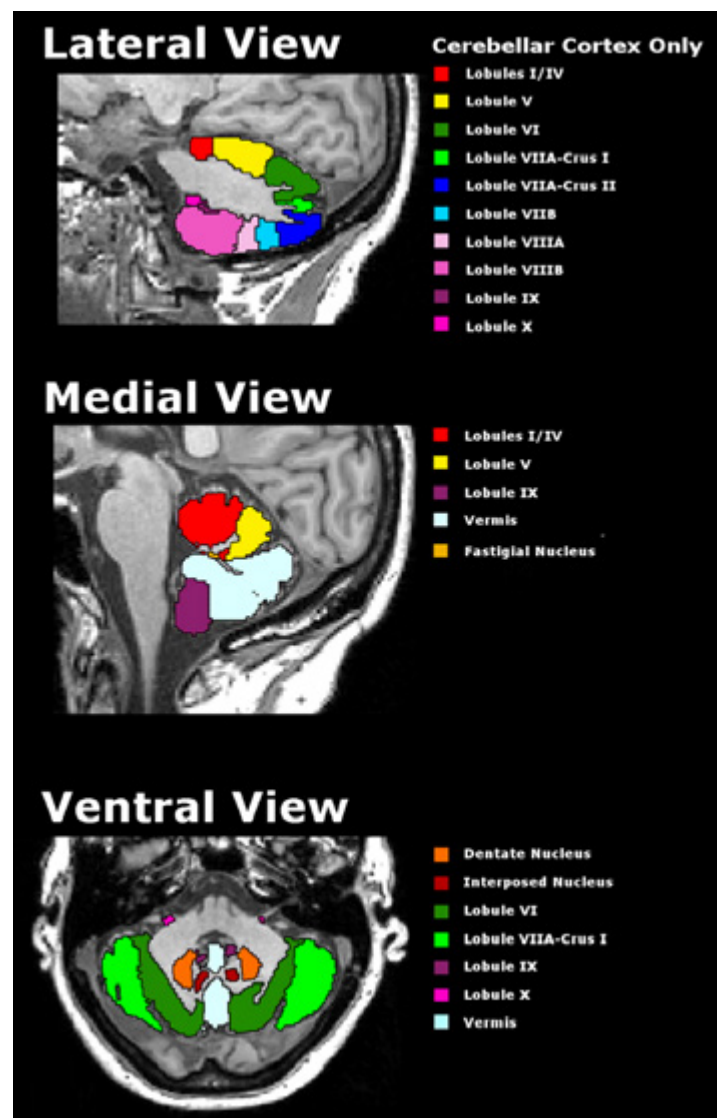 Lateral View
Cerebellar Cortex Only
Lobules I/IV
Lobule V
Lobule VI
Lobule VIIA-Crus I
Lobule VIIA-Crus II
Lobule VIIB
Lobule VIIIA
Lobule VIIIB
Lobule IX
Lobule X
Medial View
Lobules I/IV
Lobule V
Lobule IX
Vermis
Fastigial Nucleus
Ventral View
Dentate Nucleus
Interposed Nucleus
Lobule VI
Lobule VIIA-Crus I
Lobule IX
Lobule X
Vermis